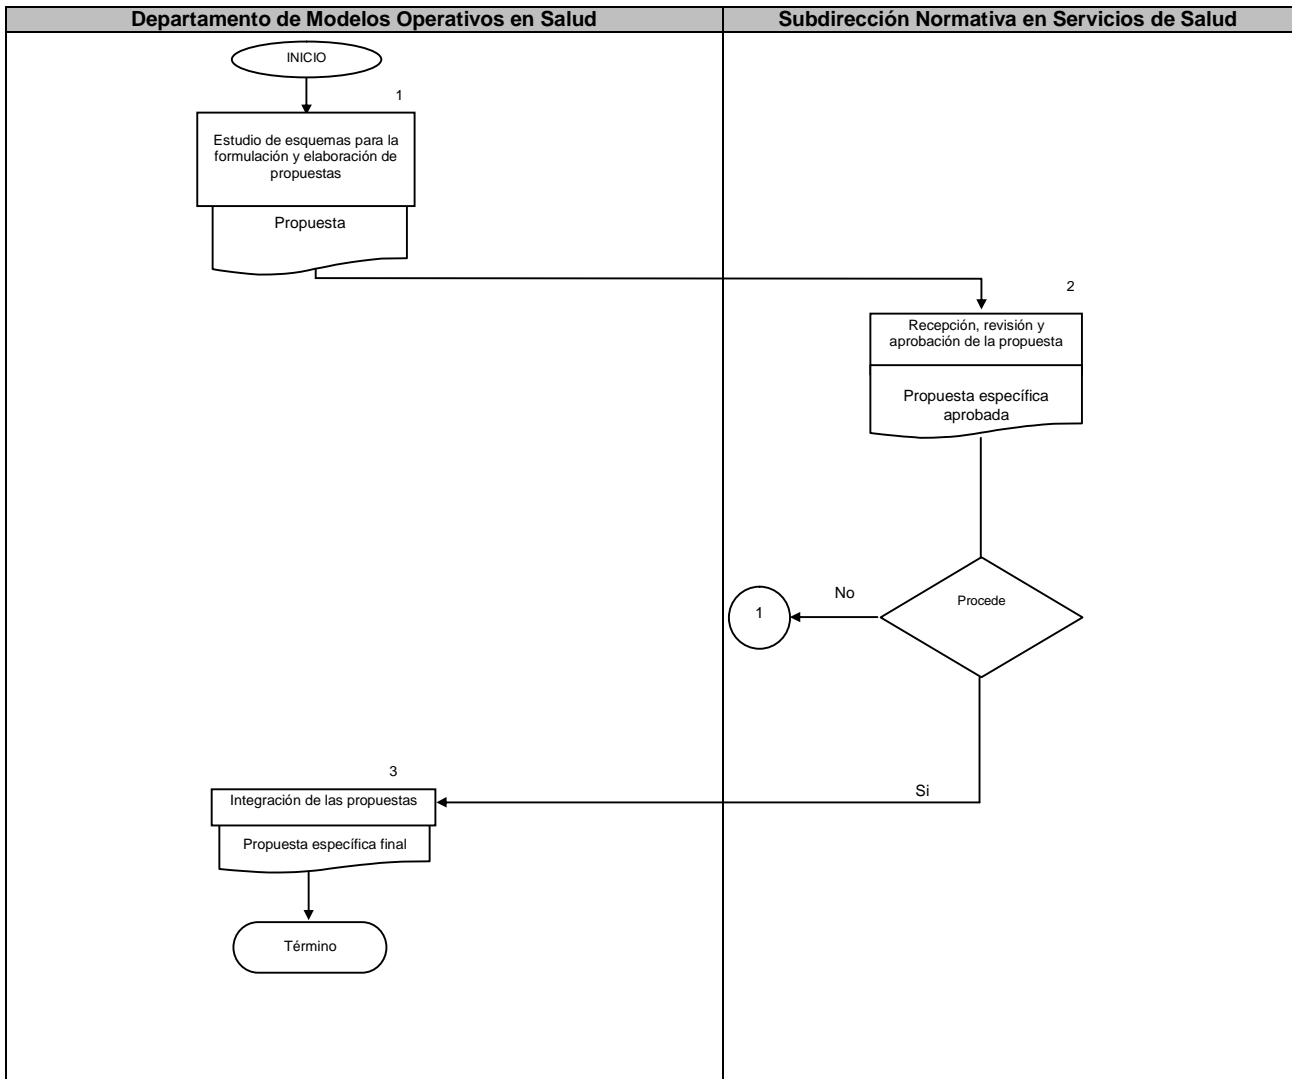 Departamento de Modelos Operativos en Salud
Subdirección Normativa en Servicios de Salud
INICIO
1
Estudio de esquemas para la
formulación y elaboración de
propuestas
Propuesta
2
Recepción, revisión y
aprobación de la propuesta
Propuesta específica
aprobada
Procede
No
1
Si
3
Integración de las propuestas
Propuesta específica final
Término